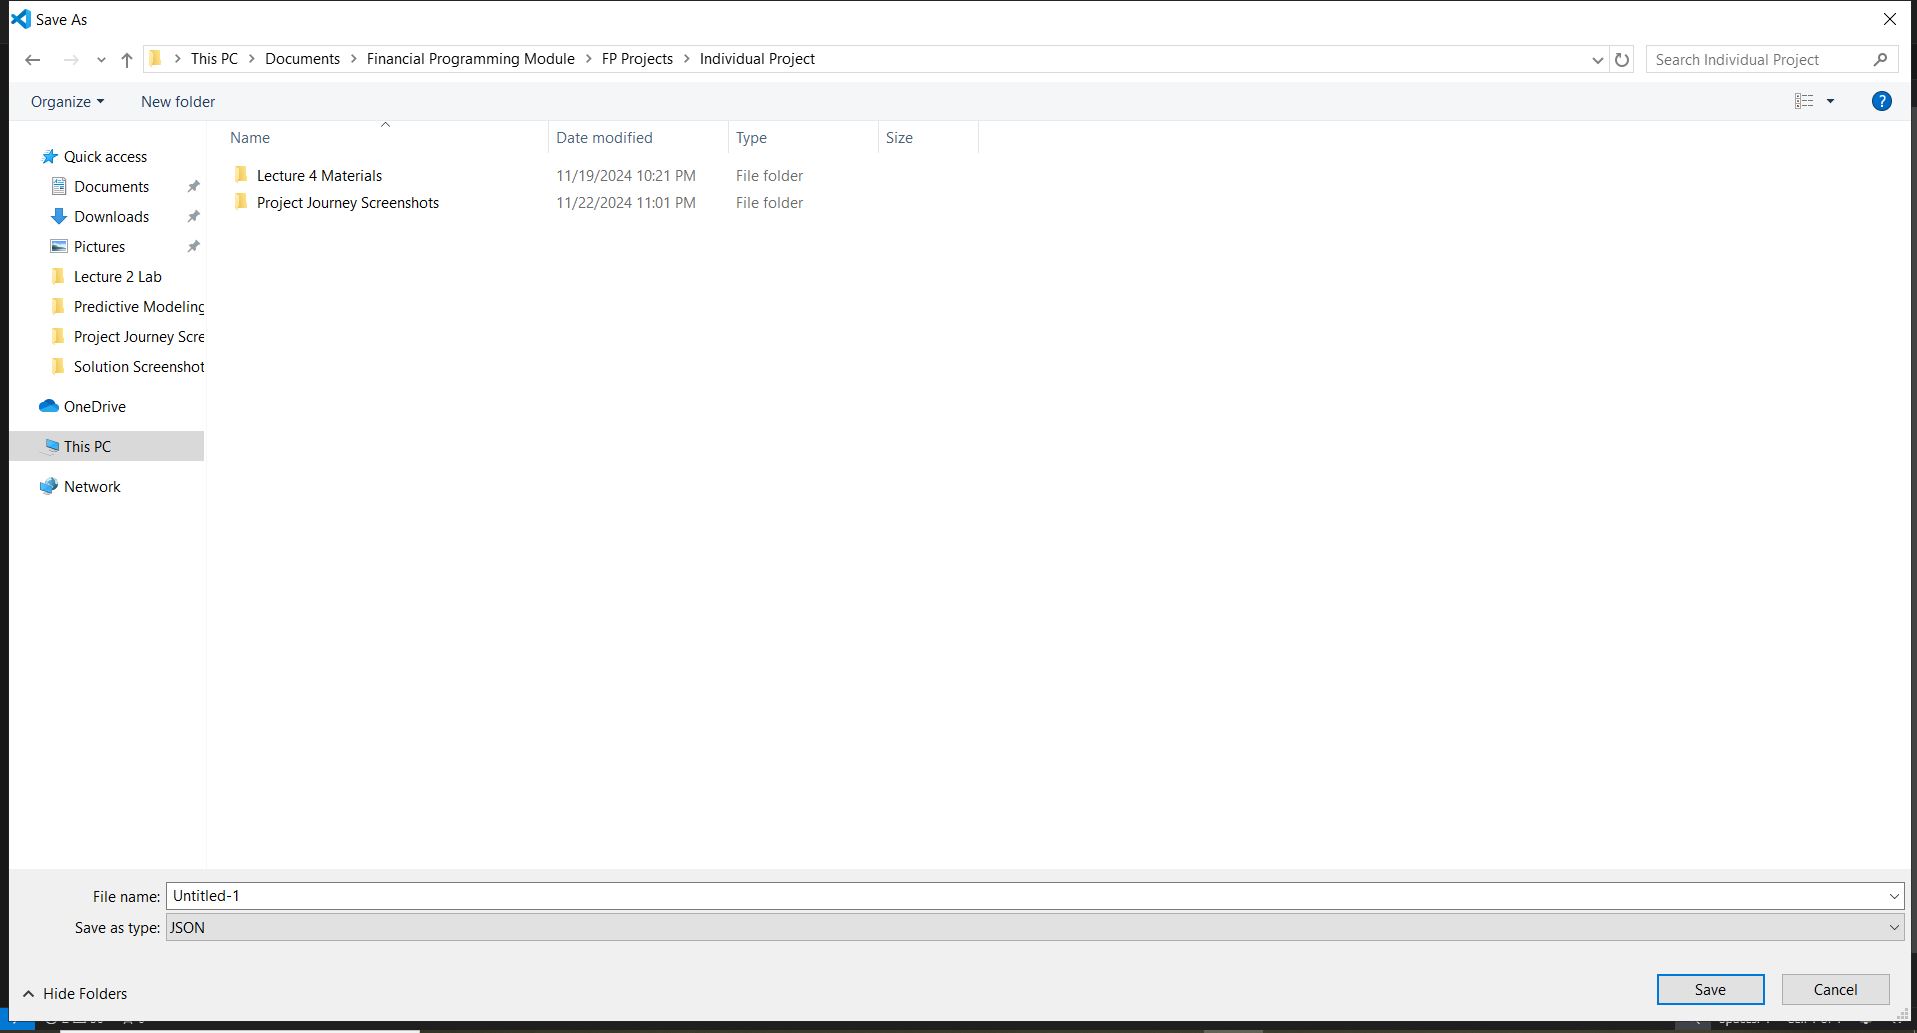 Save As
This PC > Documents > Financial Programming Module > FP Projects > Individual Project
Search Individual Project
Organize
New folder
Name Date modified Type Size
Quick access
Documents
Downloads
Pictures
Lecture 2 Lab
Predictive Modeling
Project Journey Scre
Solution Screenshot
OneDrive
This PC
Network
Lecture 4 Materials 11/19/2024 10:21 PM File folder
Project Journey Screenshots 11/22/2024 11:01 PM File folder
File name: Untitled-1
Save as type: JSON
Hide Folders
Save
Cancel